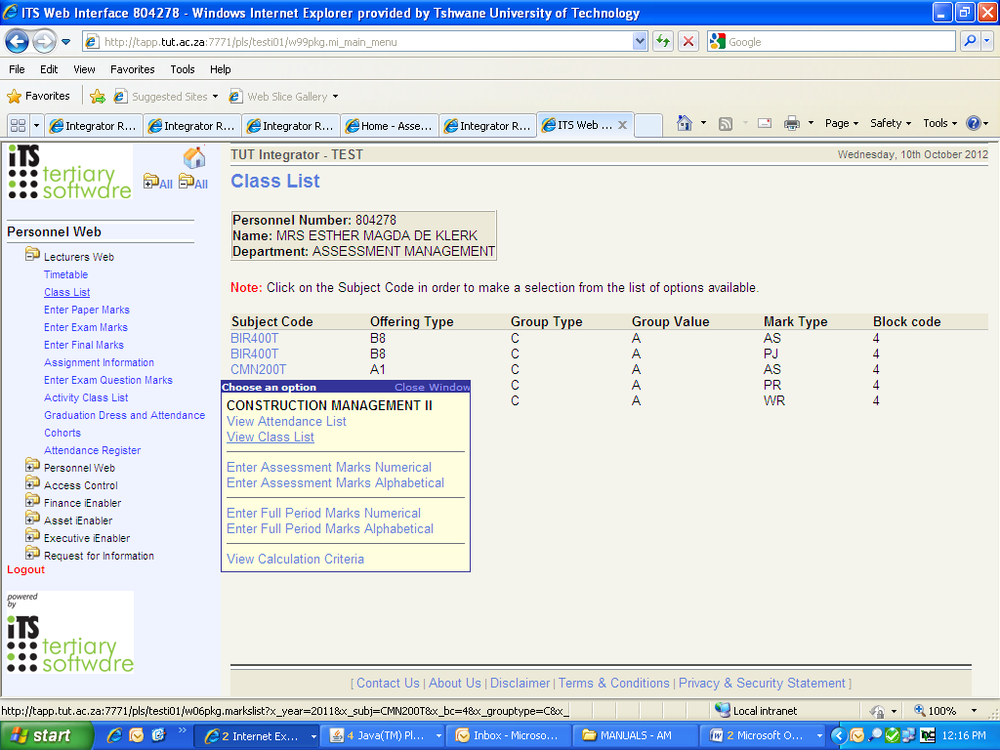 ITS Web Interface 804278 - Windows Internet Explorer provided by Tshwane University of Technology
http://tapp.tut.ac.za:7771/pls/testi01/w99pkg.mi_main_menu
Google
File Edit View Favorites Tools Help
Favorites Suggested Sites Web Slice Gallery
Integrator R... Integrator R... Integrator R... Home - Asse... Integrator R... ITS Web ... Page Safety Tools
iTS tertiary software
All All
Personnel Web
Lecturers Web
Timetable
Class List
Enter Paper Marks
Enter Exam Marks
Enter Final Marks
Assignment Information
Enter Exam Question Marks
Activity Class List
Graduation Dress and Attendance
Cohorts
Attendance Register
Personnel Web
Access Control
Finance iEnabler
Asset iEnabler
Executive iEnabler
Request for Information
Logout
powered
by
iTS tertiary software
TUT Integrator - TEST Wednesday, 10th October 2012
Class List
Personnel Number: 804278
Name: MRS ESTHER MAGDA DE KLERK
Department: ASSESSMENT MANAGEMENT
Note: Click on the Subject Code in order to make a selection from the list of options available.
Subject Code Offering Type Group Type Group Value Mark Type Block code
BIR400T B8 C A AS 4
BIR400T B8 C A PJ 4
CMN200T A1 C A AS 4
C A PR 4
C A WR 4
Choose an option Close Window
CONSTRUCTION MANAGEMENT II
View Attendance List
View Class List
Enter Assessment Marks Numerical
Enter Assessment Marks Alphabetical
Enter Full Period Marks Numerical
Enter Full Period Marks Alphabetical
View Calculation Criteria
[ Contact Us | About Us | Disclaimer | Terms & Conditions | Privacy & Security Statement ]
http://tapp.tut.ac.za:7771/pls/testi01/w06pkg.markslist?x_year=2011&x_subj=CMN200T&x_bc=4&x_grouptype=C&x_ Local intranet 100%
start 2 Internet Ex... 4 Java(TM) Pl... Inbox - Microso... MANUALS - AM 2 Microsoft O... 12:16 PM